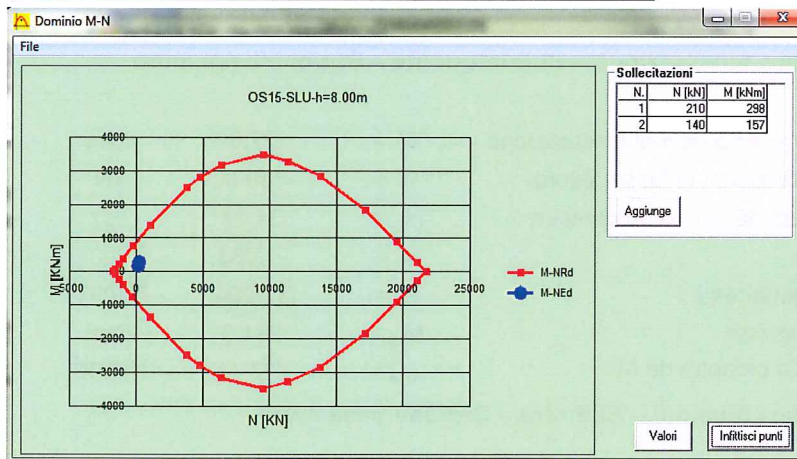 Dominio M-N
File
OS15-SLU-h=8.00m
4000
3000
2000
1000
0
-1000
-2000
-3000
-4000
M [KNm]
-5000
0
5000
10000
15000
20000
25000
N [KN]
M-NRd
M-NEd
Sollecitazioni
N. N [kN] M [kNm]
1 210 298
2 140 157
Aggiunge
Valori
Infittisci punti